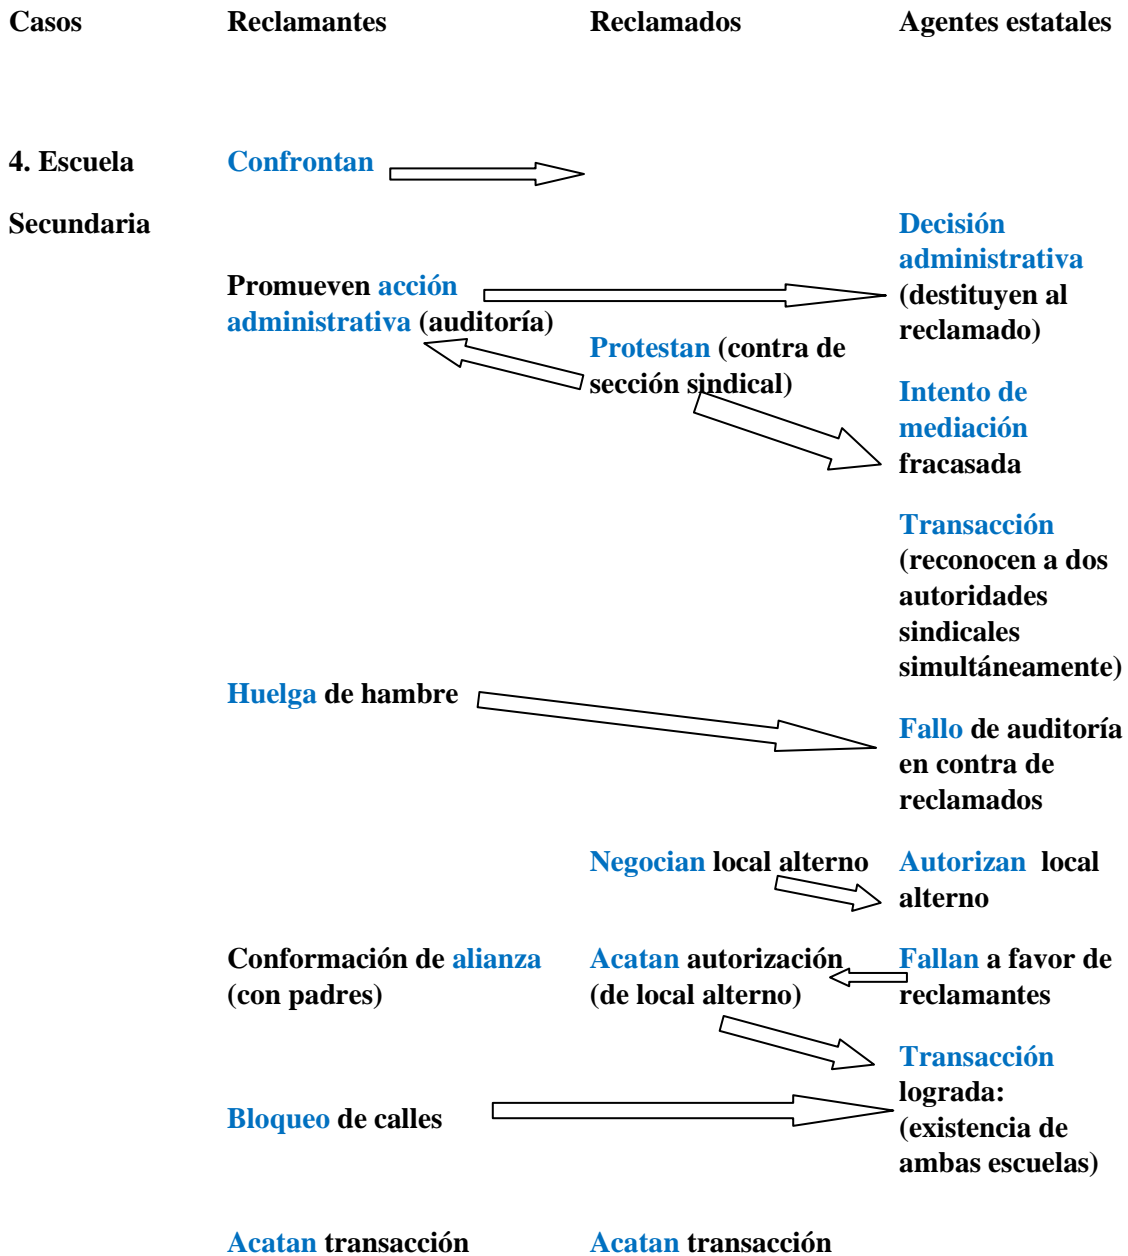 Casos Reclamantes Reclamados Agentes estatales
4. Escuela Confrontan
Secundaria
Decisión
administrativa
(destituyen al
reclamado)
Promueven acción
administrativa (auditoría)
Protestan (contra de
sección sindical)
Intento de
mediación
fracasada
Transacción
(reconocen a dos
autoridades
sindicales
simultáneamente)
Huelga de hambre
Fallo de auditoría
en contra de
reclamados
Negocian local alterno
Autorizan local
alterno
Conformación de alianza
(con padres)
Acatan autorización
(de local alterno)
Fallan a favor de
reclamantes
Transacción
lograda:
(existencia de
ambas escuelas)
Bloqueo de calles
Acatan transacción
Acatan transacción